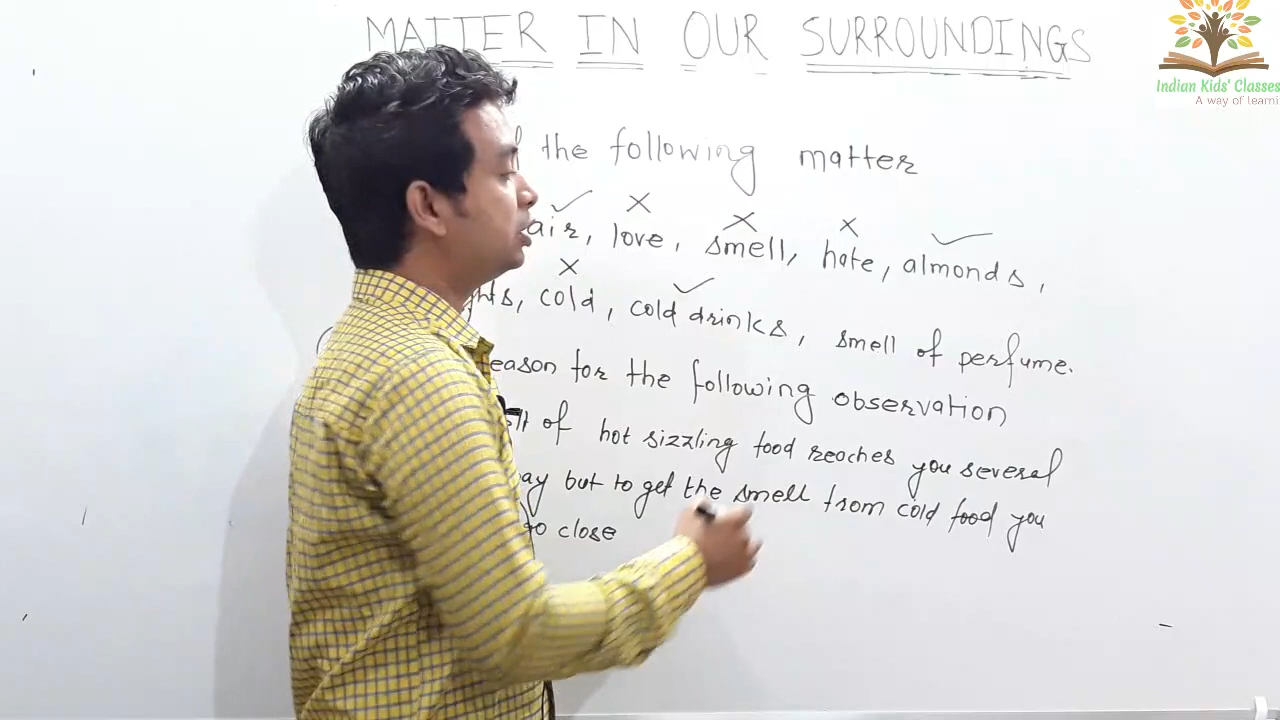 MATTER IN OUR SURROUNDINGS
Indian Kids' Classes
A way of learni
the following matter
air, love, smell, hate, almonds,
cold, cold drinks, smell of perfume.
reason for the following observation
of hot sizzling food reaches you several
but to get the smell from cold food you
to close